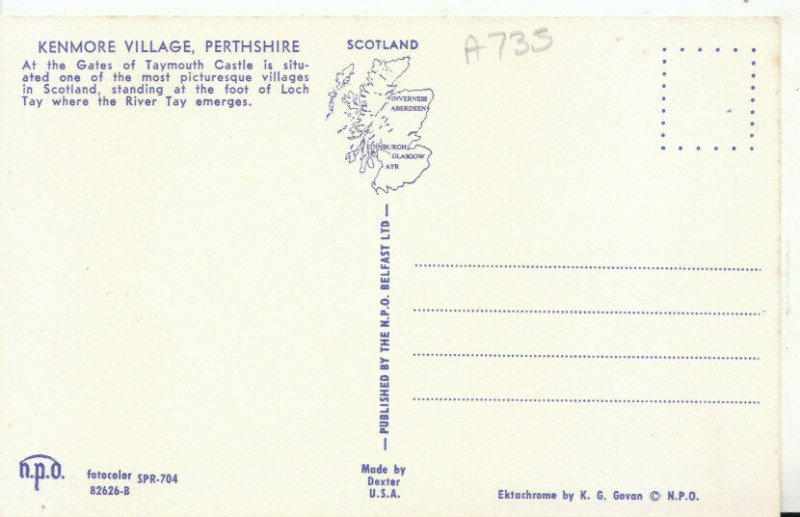 KENMORE VILLAGE, PERTHSHIRE
At the Gates of Taymouth Castle is situ-
ated one of the most picturesque villages
in Scotland, standing at the foot of Loch
Tay where the River Tay emerges.
SCOTLAND
A735
INVERNESS
ABERDEEN
EDINBURGH
GLASGOW
AYR
— PUBLISHED BY THE N.P.O. BELFAST LTD —
n.p.o.
fotocolor SPR-704
82626-B
Made by
Dexter
U.S.A.
Ektachrome by K. G. Govan © N.P.O.